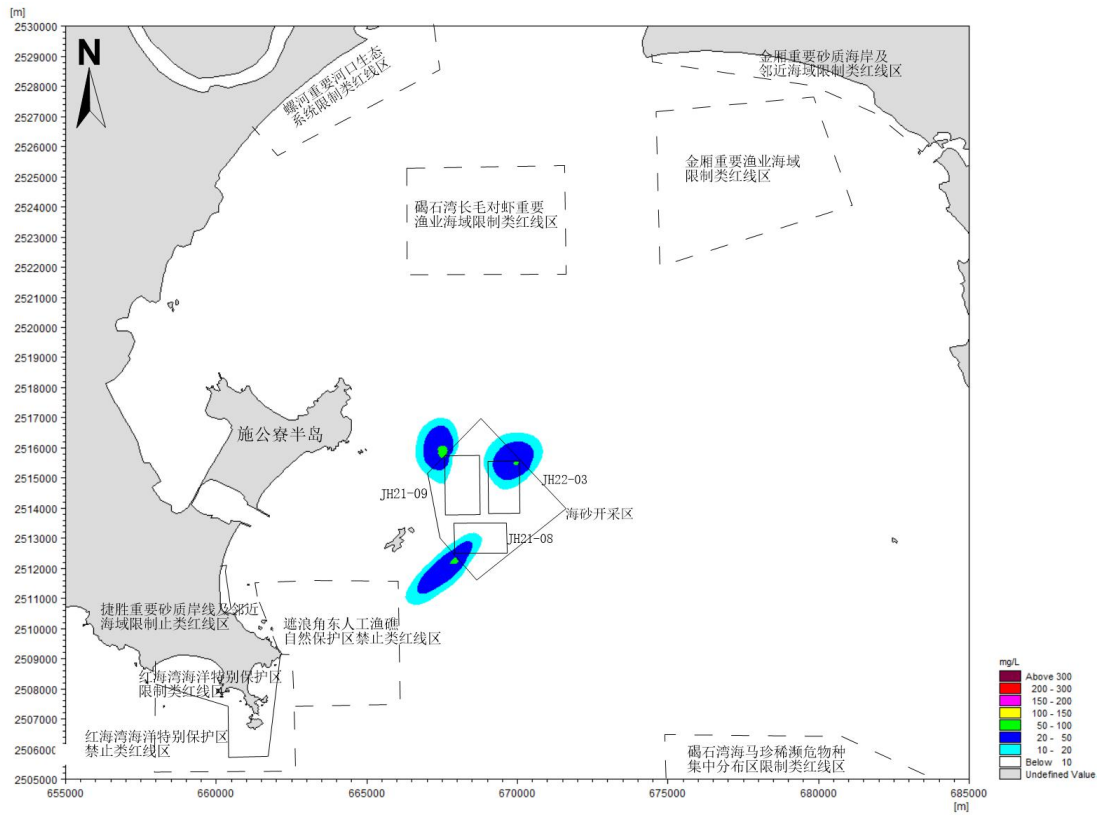 [m]
2530000
2529000
2528000
2527000
2526000
2525000
2524000
2523000
2522000
2521000
2520000
2519000
2518000
2517000
2516000
2515000
2514000
2513000
2512000
2511000
2510000
2509000
2508000
2507000
2506000
2505000
N
螺河重要河口生态
系统限制类红线区
金厢重要砂质海岸及
邻近海域限制类红线区
金厢重要渔业海域
限制类红线区
碣石湾长毛对虾重要
渔业海域限制类红线区
施公寮半岛
JH21-09
JH22-03
海砂开采区
JH21-08
捷胜重要砂质岸线及邻近
海域限制止类红线区
遮浪角东人工渔礁
自然保护区禁止类红线区
红海湾海洋特别保护区
限制类红线区
红海湾海洋特别保护区
禁止类红线区
碣石湾海马珍稀濒危物种
集中分布区限制类红线区
655000
660000
665000
670000
675000
680000
685000
[m]
mg/L
Above 300
200 - 300
150 - 200
100 - 150
50 - 100
20 - 50
10 - 20
Below 10
Undefined Value